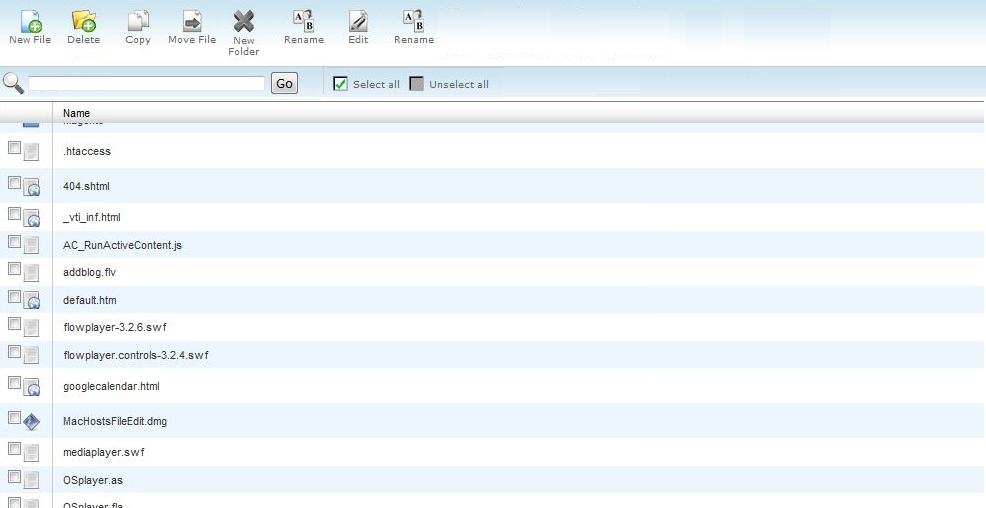 New File Delete Copy Move File New Folder Rename Edit Rename
Go Select all Unselect all
Name
.htaccess
404.shtml
_vti_inf.html
AC_RunActiveContent.js
addblog.flv
default.htm
flowplayer-3.2.6.swf
flowplayer.controls-3.2.4.swf
googlecalendar.html
MacHostsFileEdit.dmg
mediaplayer.swf
OSplayer.as
OSplayer.fla